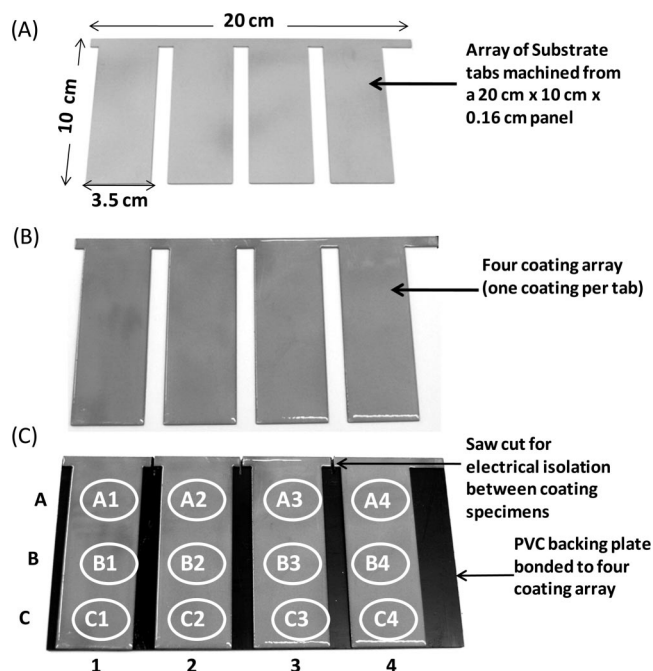 (A)
20 cm
10 cm
3.5 cm
Array of Substrate
tabs machined from
a 20 cm x 10 cm x
0.16 cm panel
(B)
Four coating array
(one coating per tab)
(C)
Saw cut for
electrical isolation
between coating
specimens
PVC backing plate
bonded to four
coating array
A A1 A2 A3 A4
B B1 B2 B3 B4
C C1 C2 C3 C4
1 2 3 4